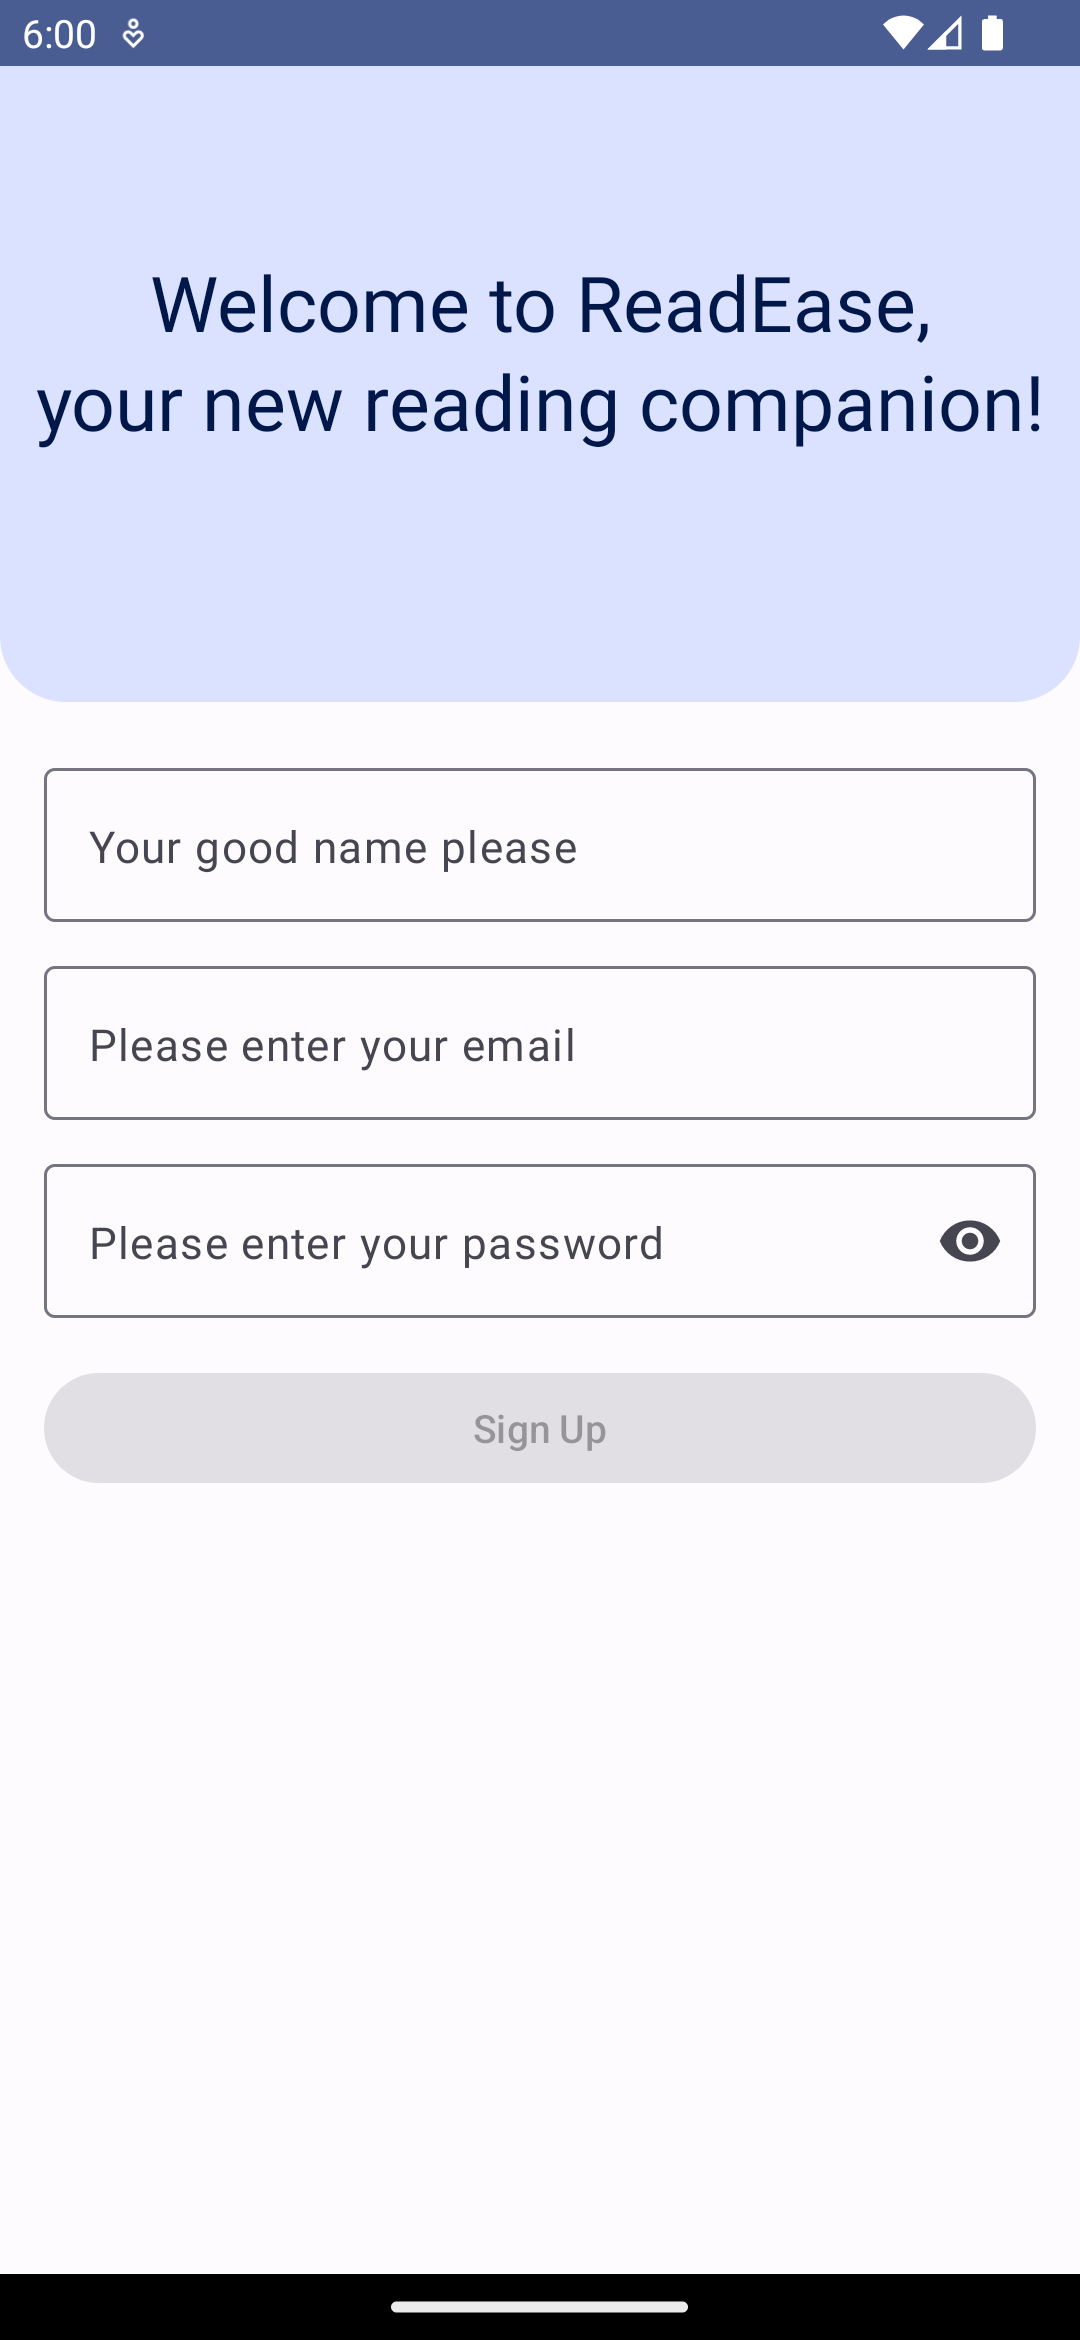 6:00
Welcome to ReadEase,
your new reading companion!
Your good name please
Please enter your email
Please enter your password
Sign Up